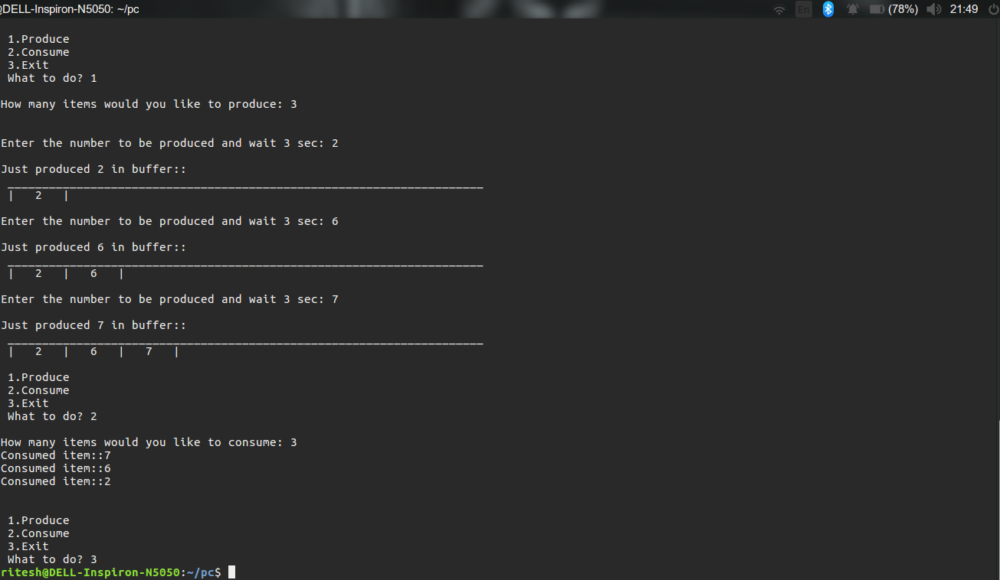 @DELL-Inspiron-N5050: ~/pc
En (78%) 21:49
1.Produce
2.Consume
3.Exit
What to do? 1
How many items would you like to produce: 3
Enter the number to be produced and wait 3 sec: 2
Just produced 2 in buffer::
_____________________________________________________________________
| 2 |
Enter the number to be produced and wait 3 sec: 6
Just produced 6 in buffer::
_____________________________________________________________________
| 2 | 6 |
Enter the number to be produced and wait 3 sec: 7
Just produced 7 in buffer::
_____________________________________________________________________
| 2 | 6 | 7 |
1.Produce
2.Consume
3.Exit
What to do? 2
How many items would you like to consume: 3
Consumed item::7
Consumed item::6
Consumed item::2
1.Produce
2.Consume
3.Exit
What to do? 3
ritesh@DELL-Inspiron-N5050:~/pc$